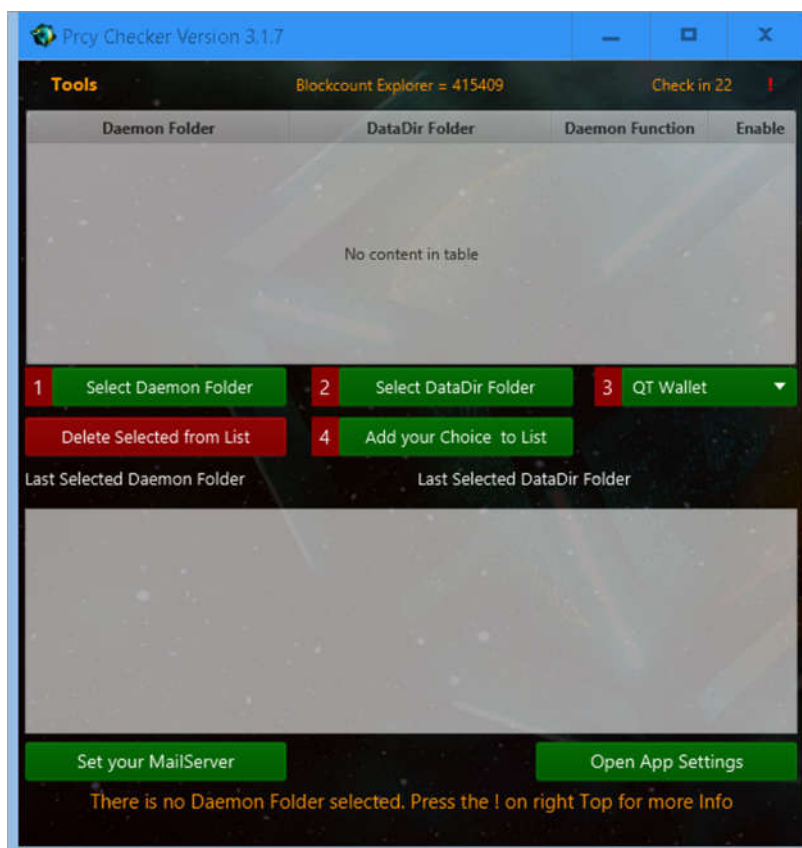 Prcy Checker Version 3.1.7
Tools Blockcount Explorer = 415409 Check in 22 !
Daemon Folder DataDir Folder Daemon Function Enable
No content in table
1 Select Daemon Folder 2 Select DataDir Folder 3 QT Wallet
Delete Selected from List 4 Add your Choice to List
Last Selected Daemon Folder Last Selected DataDir Folder
Set your MailServer Open App Settings
There is no Daemon Folder selected. Press the ! on right Top for more Info